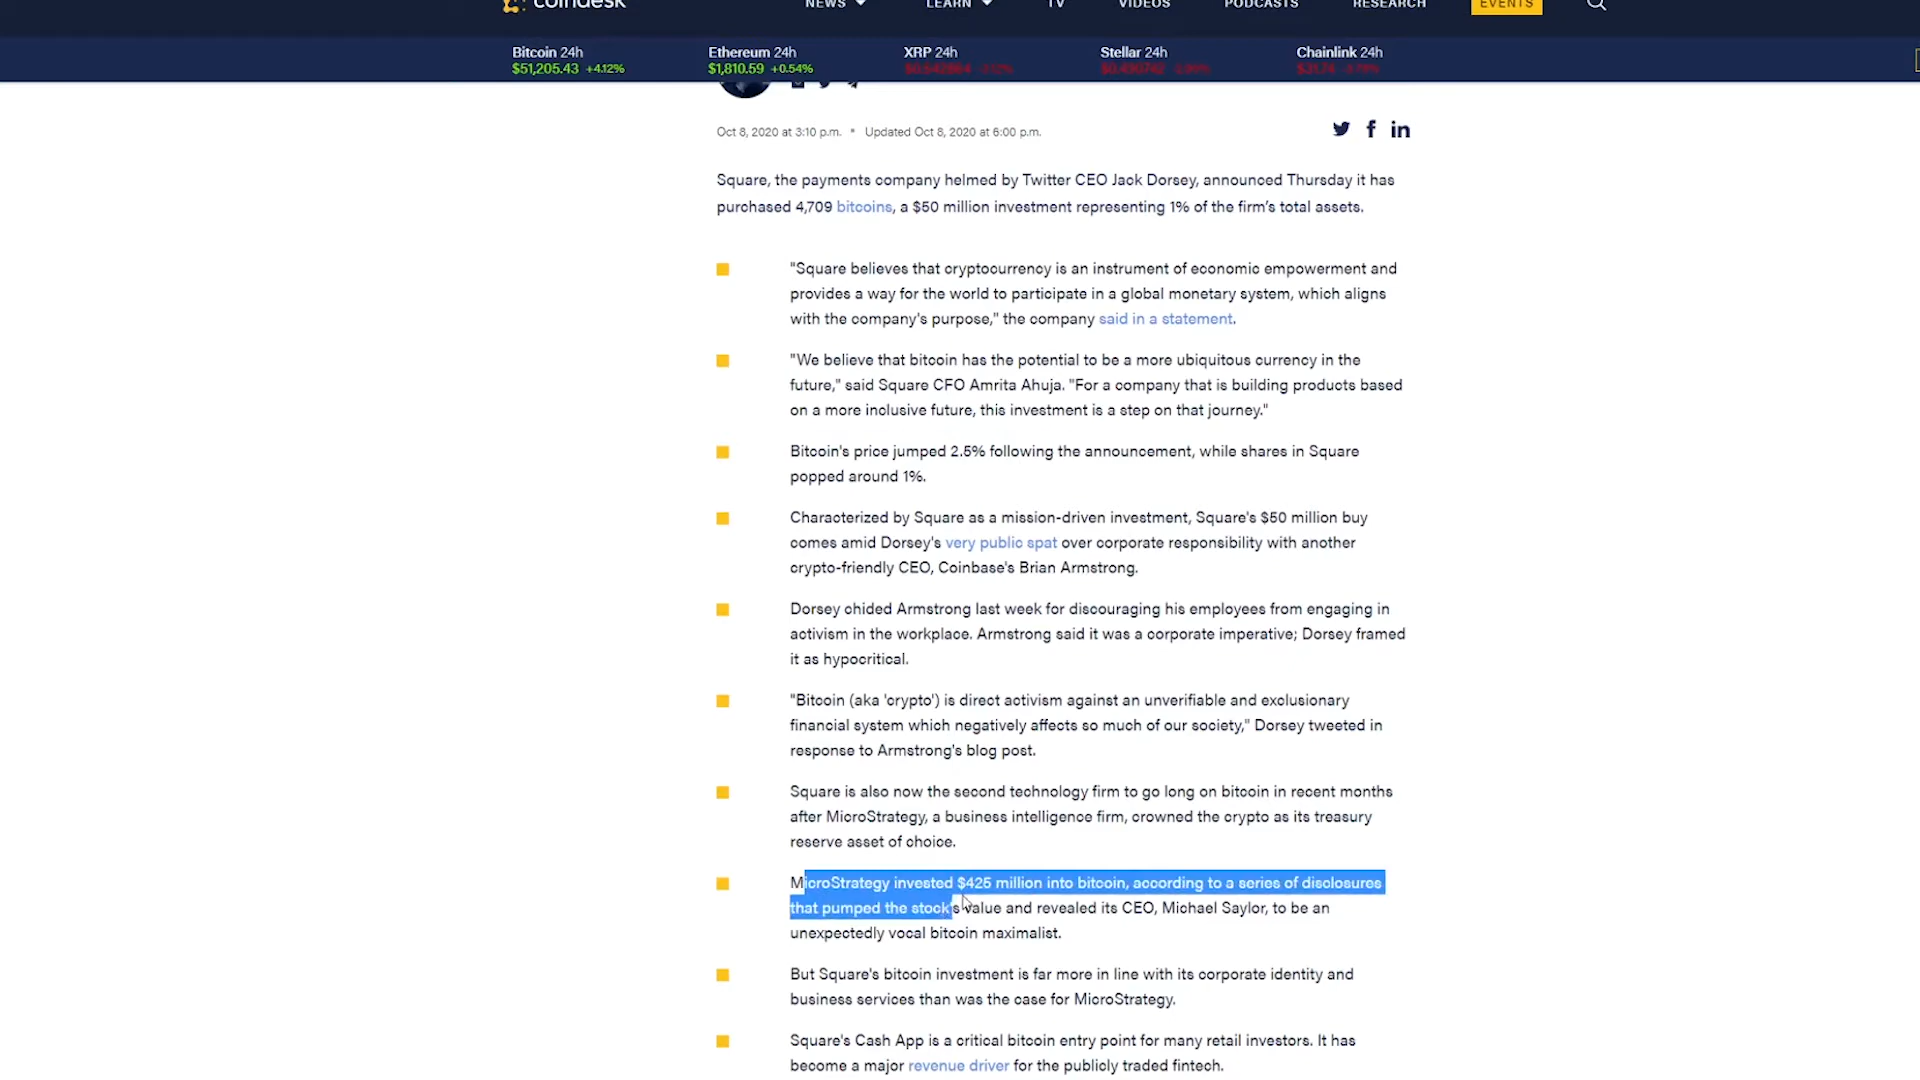 coindesk
NEWS LEARN TV VIDEOS PODCASTS RESEARCH EVENTS
Bitcoin 24h Ethereum 24h XRP 24h Stellar 24h Chainlink 24h
$51,205.43 +4.12% $1,810.59 +0.54%
Oct 8, 2020 at 3:10 p.m. Updated Oct 8, 2020 at 6:00 p.m.
Square, the payments company helmed by Twitter CEO Jack Dorsey, announced Thursday it has
purchased 4,709 bitcoins, a $50 million investment representing 1% of the firm's total assets.
"Square believes that cryptocurrency is an instrument of economic empowerment and
provides a way for the world to participate in a global monetary system, which aligns
with the company's purpose," the company said in a statement.
"We believe that bitcoin has the potential to be a more ubiquitous currency in the
future," said Square CFO Amrita Ahuja. "For a company that is building products based
on a more inclusive future, this investment is a step on that journey."
Bitcoin's price jumped 2.5% following the announcement, while shares in Square
popped around 1%.
Characterized by Square as a mission-driven investment, Square's $50 million buy
comes amid Dorsey's very public spat over corporate responsibility with another
crypto-friendly CEO, Coinbase's Brian Armstrong.
Dorsey chided Armstrong last week for discouraging his employees from engaging in
activism in the workplace. Armstrong said it was a corporate imperative; Dorsey framed
it as hypocritical.
"Bitcoin (aka 'crypto') is direct activism against an unverifiable and exclusionary
financial system which negatively affects so much of our society," Dorsey tweeted in
response to Armstrong's blog post.
Square is also now the second technology firm to go long on bitcoin in recent months
after MicroStrategy, a business intelligence firm, crowned the crypto as its treasury
reserve asset of choice.
MicroStrategy invested $425 million into bitcoin, according to a series of disclosures
that pumped the stock's value and revealed its CEO, Michael Saylor, to be an
unexpectedly vocal bitcoin maximalist.
But Square's bitcoin investment is far more in line with its corporate identity and
business services than was the case for MicroStrategy.
Square's Cash App is a critical bitcoin entry point for many retail investors. It has
become a major revenue driver for the publicly traded fintech.